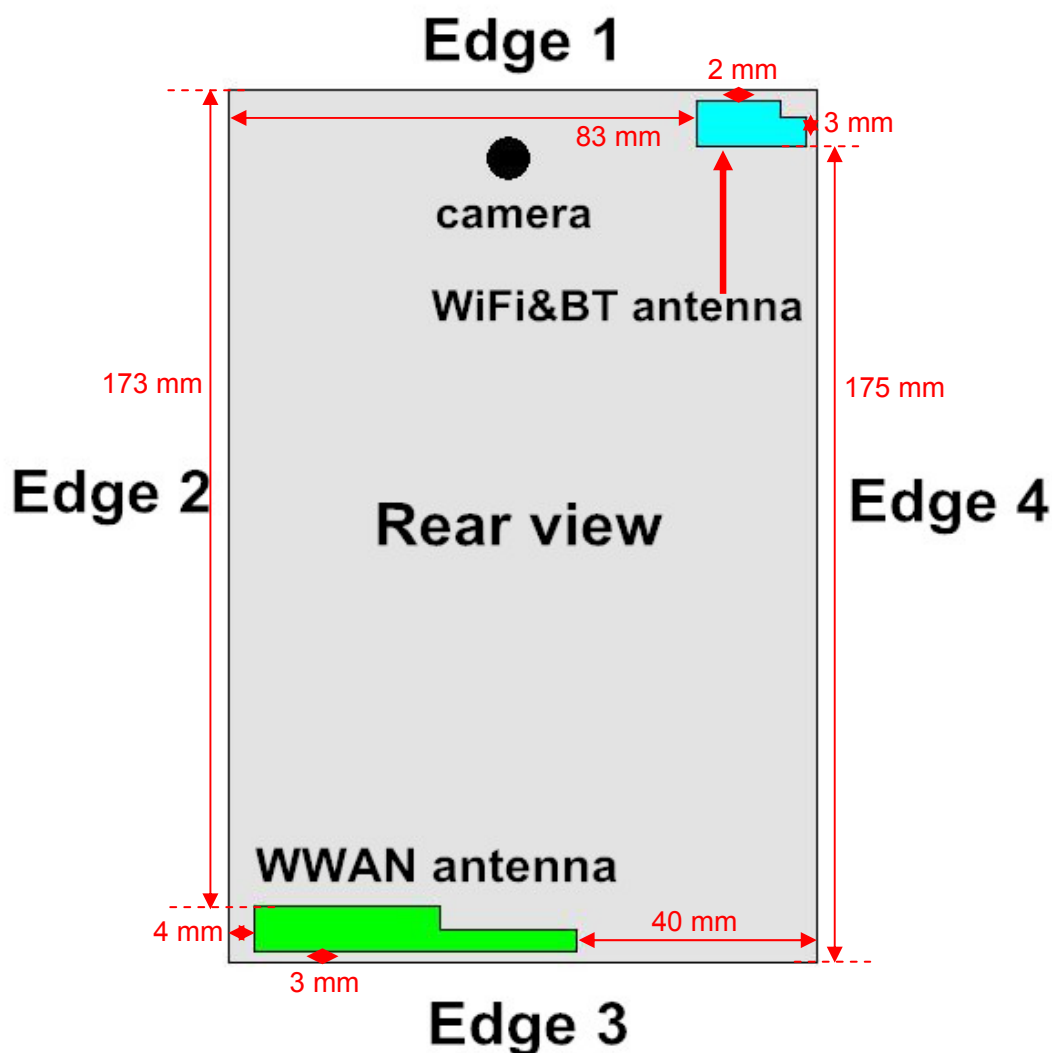 Edge 1
2 mm
83 mm
3 mm
camera
WiFi&BT antenna
173 mm
175 mm
Edge 2
Rear view
Edge 4
WWAN antenna
4 mm
40 mm
3 mm
Edge 3